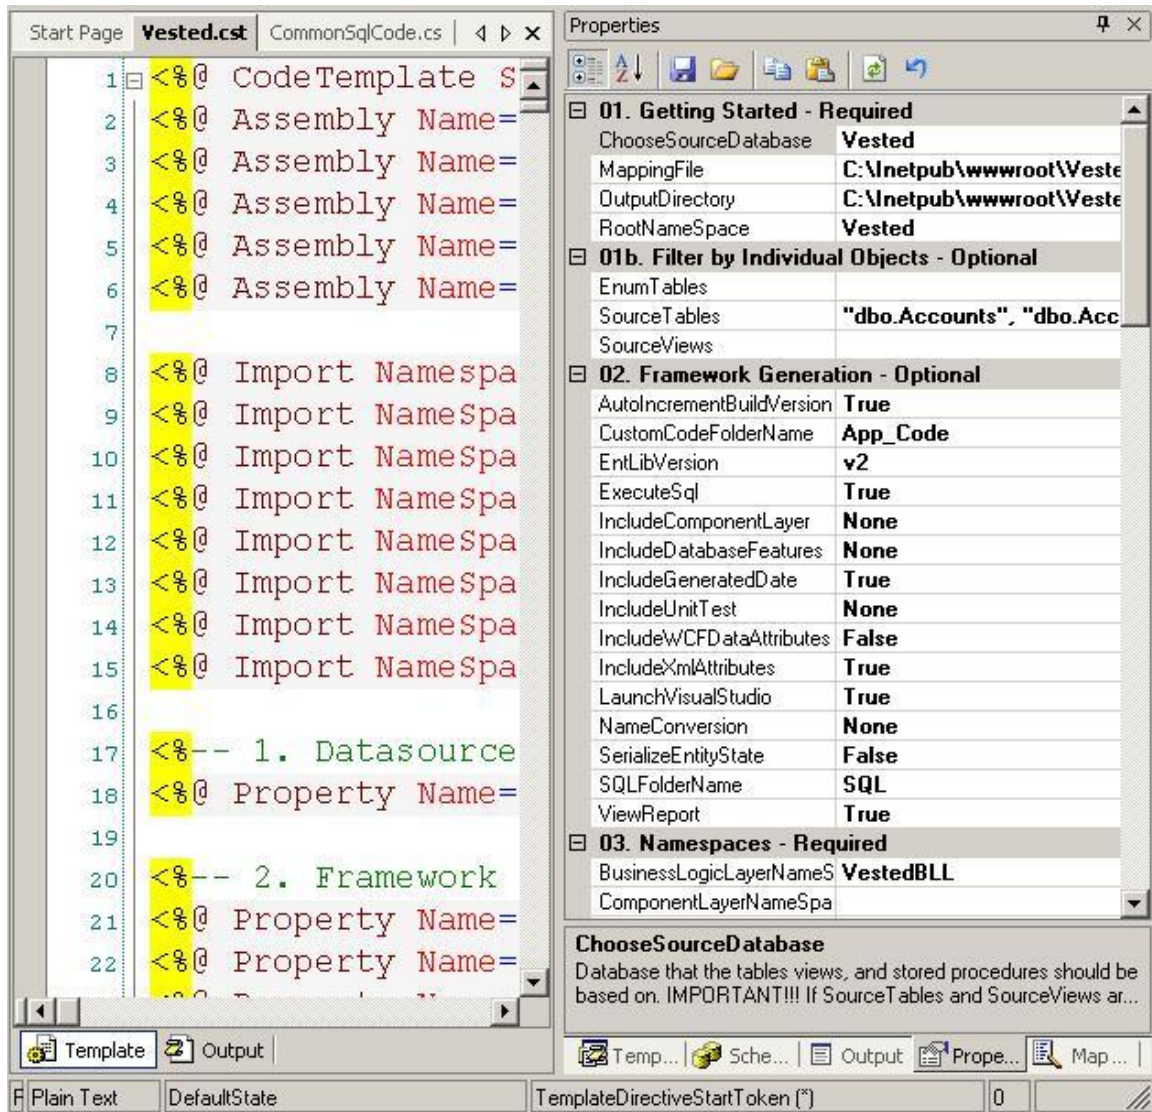 Start Page Vested.cst CommonSqlCode.cs
1 <%@ CodeTemplate S
2 <%@ Assembly Name=
3 <%@ Assembly Name=
4 <%@ Assembly Name=
5 <%@ Assembly Name=
6 <%@ Assembly Name=
7
8 <%@ Import Namespa
9 <%@ Import NameSpa
10 <%@ Import NameSpa
11 <%@ Import NameSpa
12 <%@ Import NameSpa
13 <%@ Import NameSpa
14 <%@ Import NameSpa
15 <%@ Import NameSpa
16
17 <%-- 1. Datasource
18 <%@ Property Name=
19
20 <%-- 2. Framework
21 <%@ Property Name=
22 <%@ Property Name=
Template Output
Properties
01. Getting Started - Required
ChooseSourceDatabase Vested
MappingFile C:\Inetpub\wwwroot\Veste
OutputDirectory C:\Inetpub\wwwroot\Veste
RootNameSpace Vested
01b. Filter by Individual Objects - Optional
EnumTables
SourceTables "dbo.Accounts", "dbo.Acc
SourceViews
02. Framework Generation - Optional
AutoIncrementBuildVersion True
CustomCodeFolderName App_Code
EntLibVersion v2
ExecuteSql True
IncludeComponentLayer None
IncludeDatabaseFeatures None
IncludeGeneratedDate True
IncludeUnitTest None
IncludeWCFDataAttributes False
IncludeXmlAttributes True
LaunchVisualStudio True
NameConversion None
SerializeEntityState False
SQLFolderName SQL
ViewReport True
03. Namespaces - Required
BusinessLogicLayerNameS VestedBLL
ComponentLayerNameSpa
ChooseSourceDatabase
Database that the tables views, and stored procedures should be
based on. IMPORTANT!!! If SourceTables and SourceViews ar...
Temp... Sche... Output Prope... Map ...
Plain Text DefaultState TemplateDirectiveStartToken (*) 0